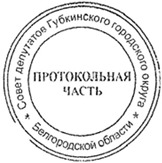 Совет депутатов Губкинского городского округа
Белгородской области
ПРОТОКОЛЬНАЯ
ЧАСТЬ